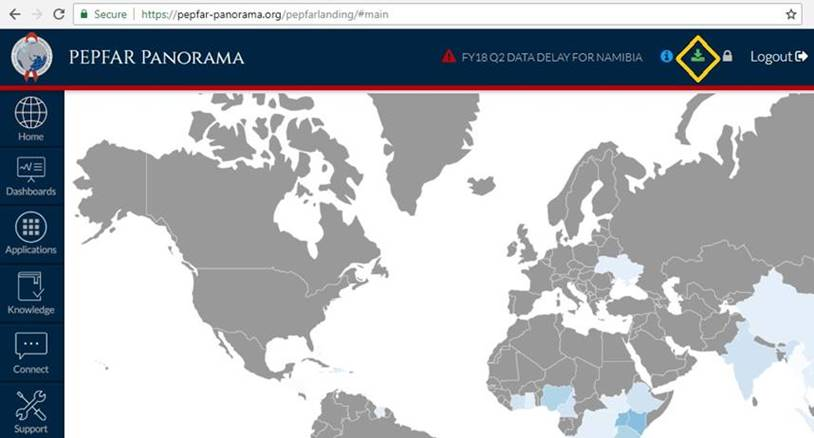 Secure
https://pepfar-panorama.org/pepfarlanding/#main
PEPFAR PANORAMA
FY18 Q2 DATA DELAY FOR NAMIBIA
Logout
Home
Dashboards
Applications
Knowledge
Connect
Support